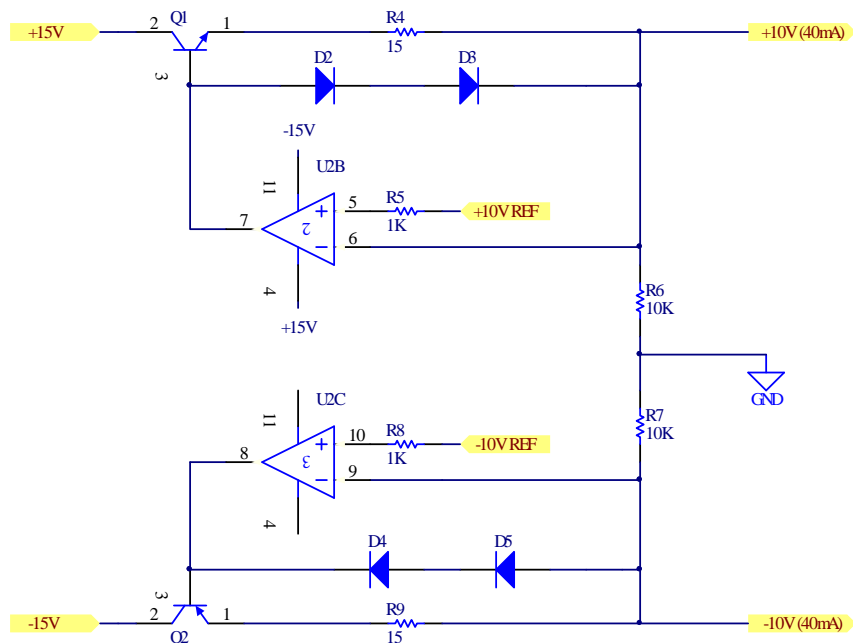 Q1
R4
+15V
2
1
15
+10V (40mA)
3
D2
D3
-15V
U2B
11
R5
5
+10V REF
7
2
1K
6
4
+15V
R6
10K
GND
U2C
11
R7
10K
R8
10
-10V REF
8
3
1K
9
4
D4
D5
3
-15V
2
1
R9
-10V (40mA)
Q2
15